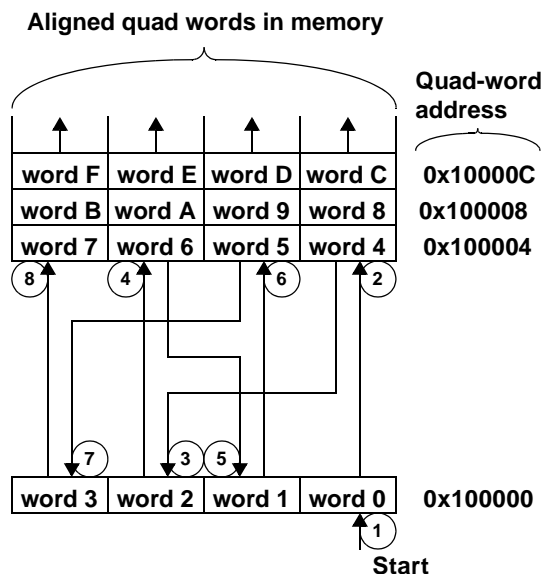 Aligned quad words in memory
Quad-word
address
word F word E word D word C 0x10000C
word B word A word 9 word 8 0x100008
word 7 word 6 word 5 word 4 0x100004
8 4 6 2
7 3 5
word 3 word 2 word 1 word 0 0x100000
1
Start